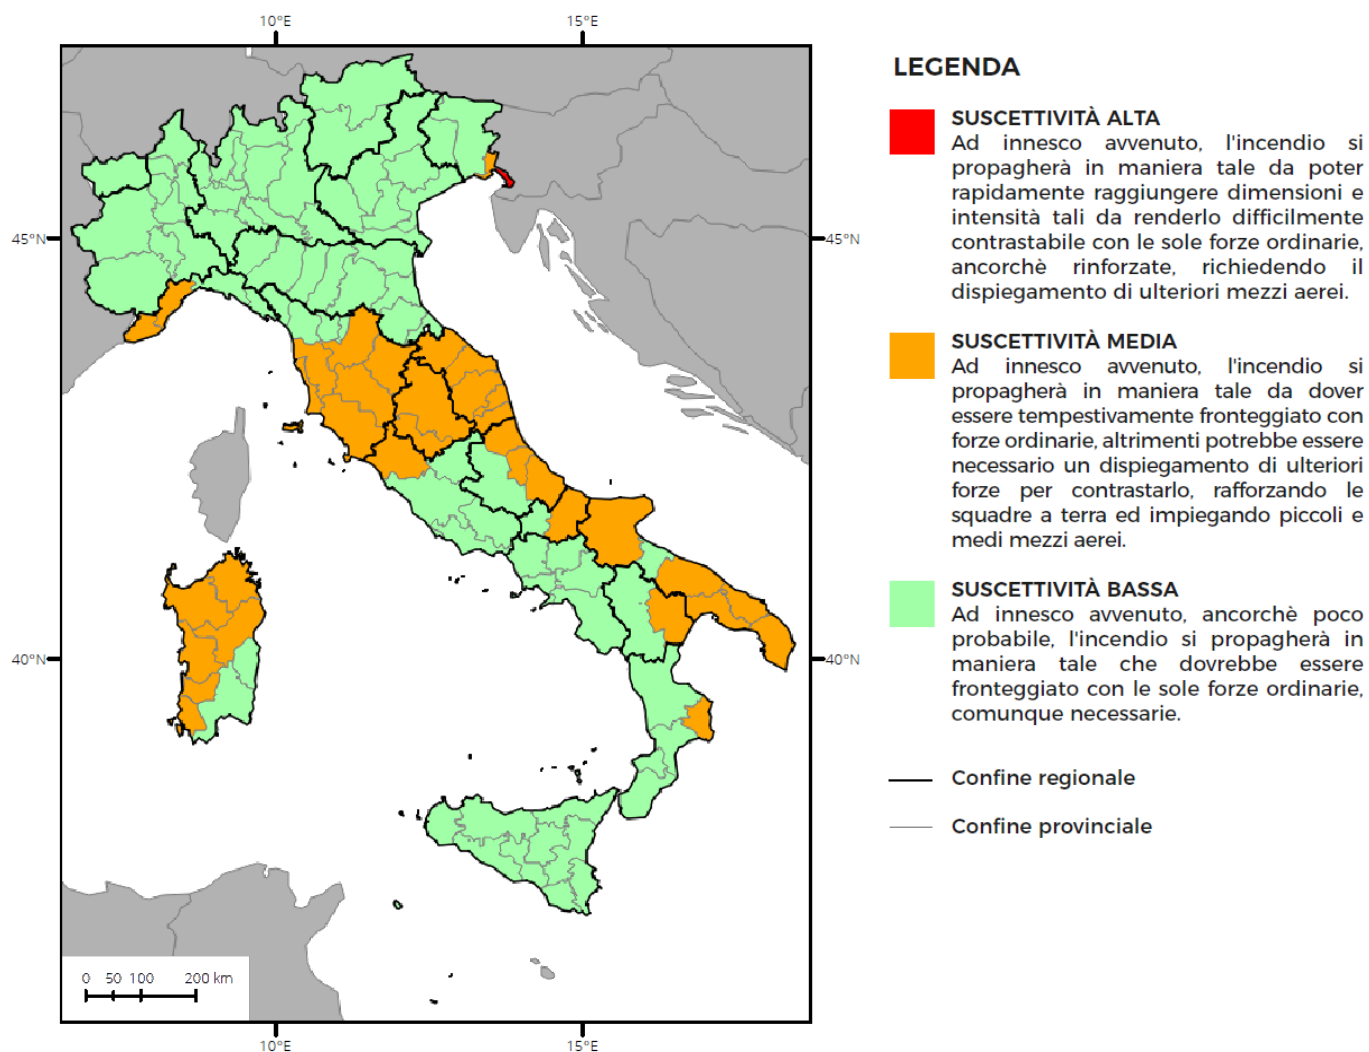 10°E 15°E
45°N 45°N
40°N 40°N
0 50 100 200 km
10°E 15°E
LEGENDA
SUSCETTIVITÀ ALTA
Ad innesco avvenuto, l'incendio si
propagherà in maniera tale da poter
rapidamente raggiungere dimensioni e
intensità tali da renderlo difficilmente
contrastabile con le sole forze ordinarie,
ancorchè rinforzate, richiedendo il
dispiegamento di ulteriori mezzi aerei.
SUSCETTIVITÀ MEDIA
Ad innesco avvenuto, l'incendio si
propagherà in maniera tale da dover
essere tempestivamente fronteggiato con
forze ordinarie, altrimenti potrebbe essere
necessario un dispiegamento di ulteriori
forze per contrastarlo, rafforzando le
squadre a terra ed impiegando piccoli e
medi mezzi aerei.
SUSCETTIVITÀ BASSA
Ad innesco avvenuto, ancorchè poco
probabile, l'incendio si propagherà in
maniera tale che dovrebbe essere
fronteggiato con le sole forze ordinarie,
comunque necessarie.
Confine regionale
Confine provinciale